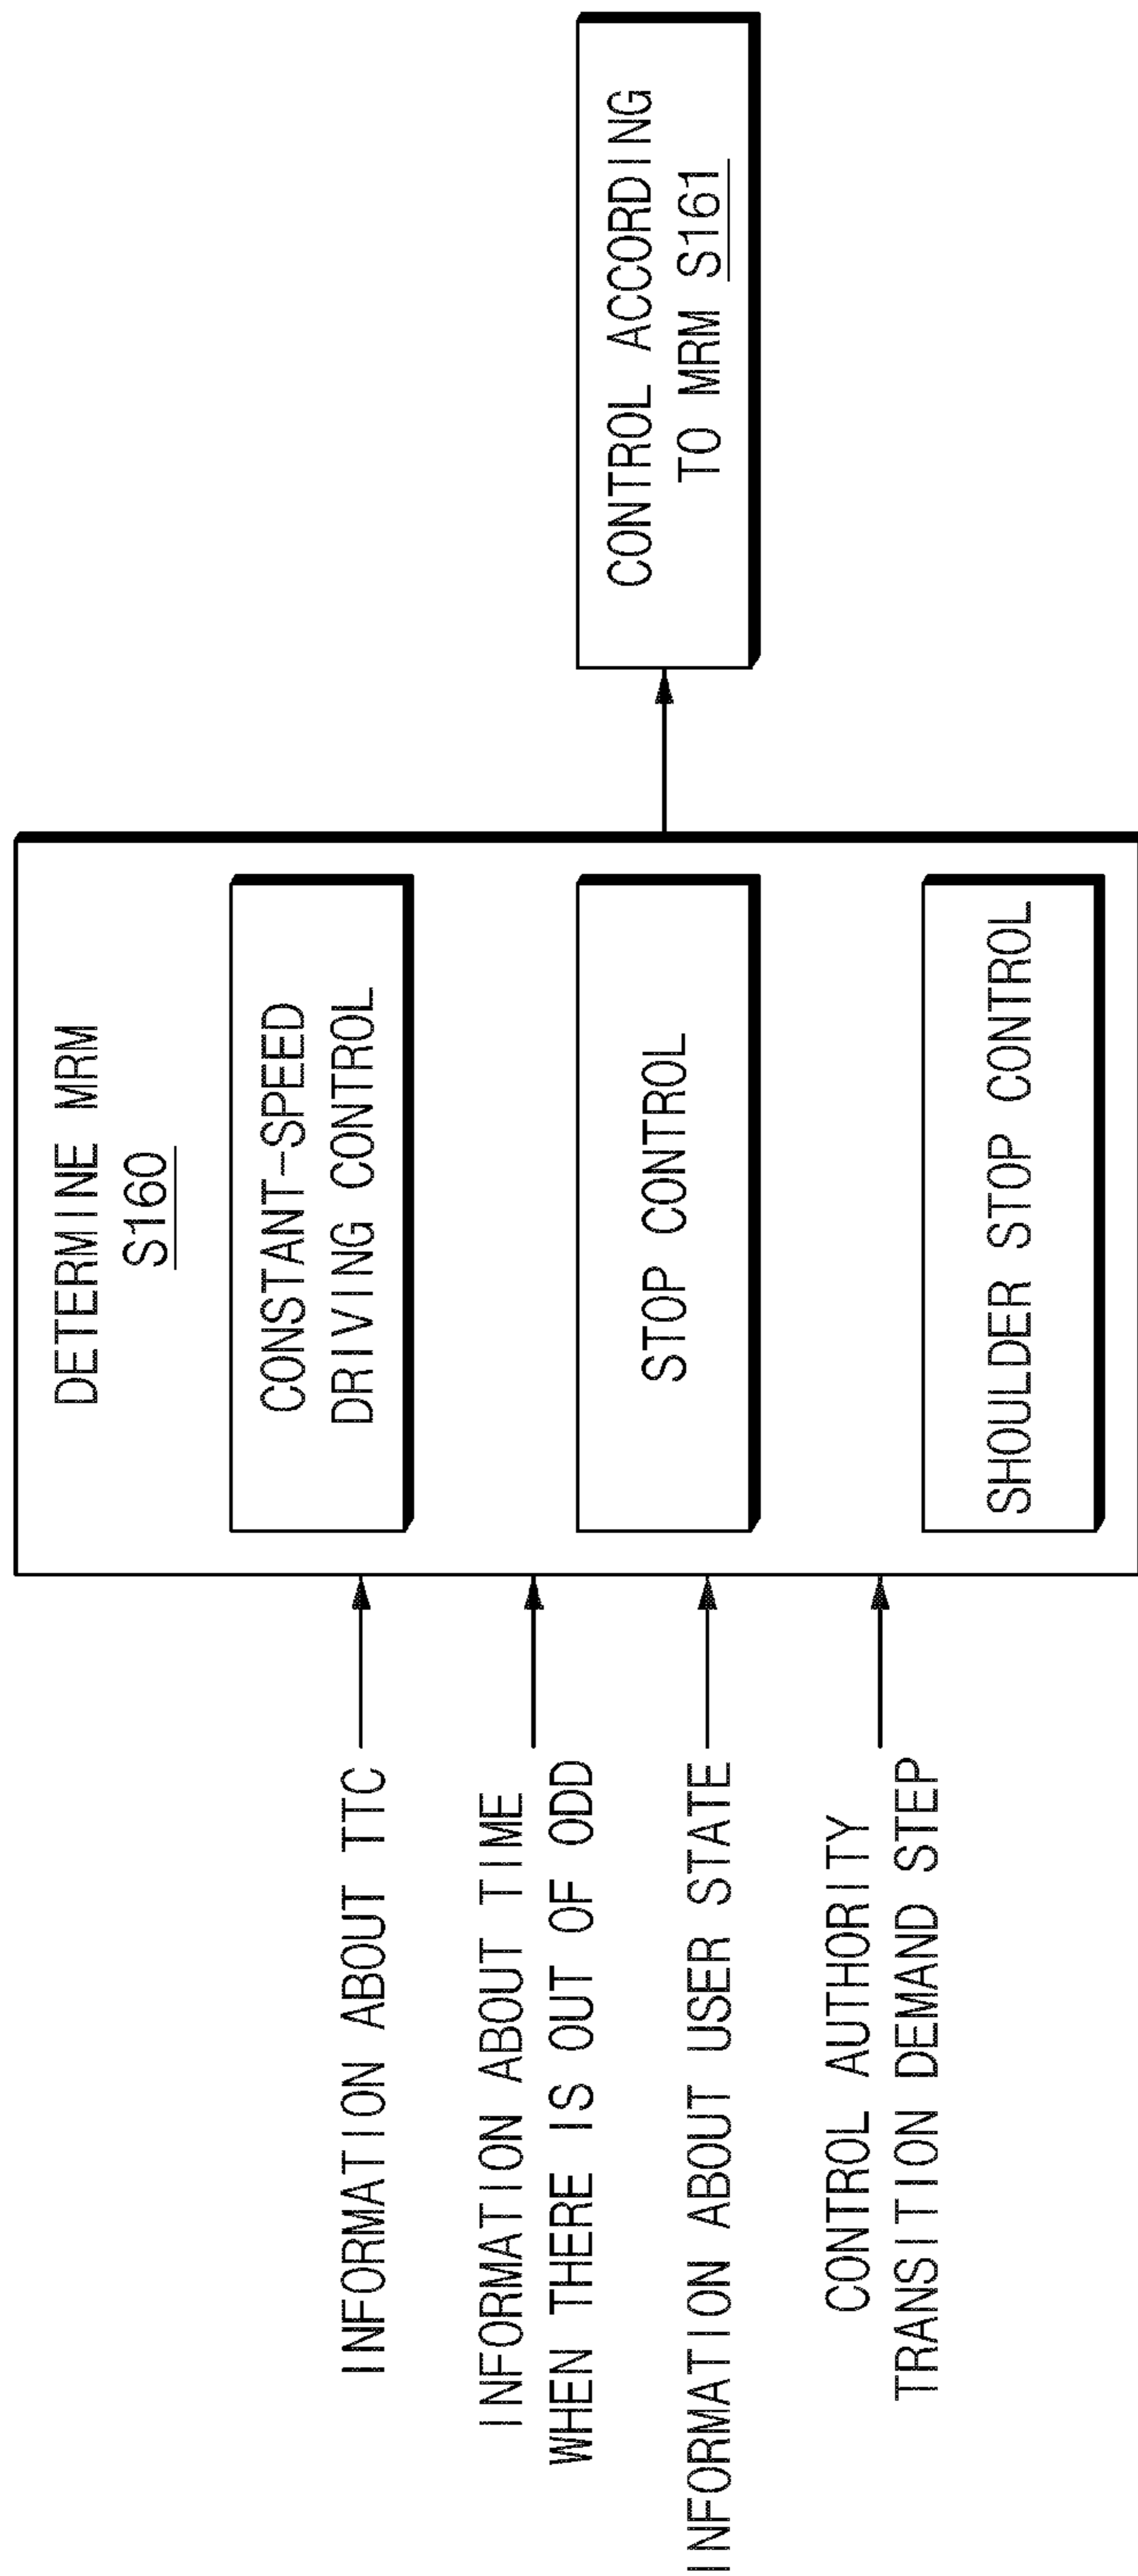 INFORMATION ABOUT TTC
INFORMATION ABOUT TIME
WHEN THERE IS OUT OF ODD
INFORMATION ABOUT USER STATE
CONTROL AUTHORITY
TRANSITION DEMAND STEP
DETERMINE MRM
S160
CONSTANT-SPEED
DRIVING CONTROL
STOP CONTROL
SHOULDER STOP CONTROL
CONTROL ACCORDING
TO MRM S161